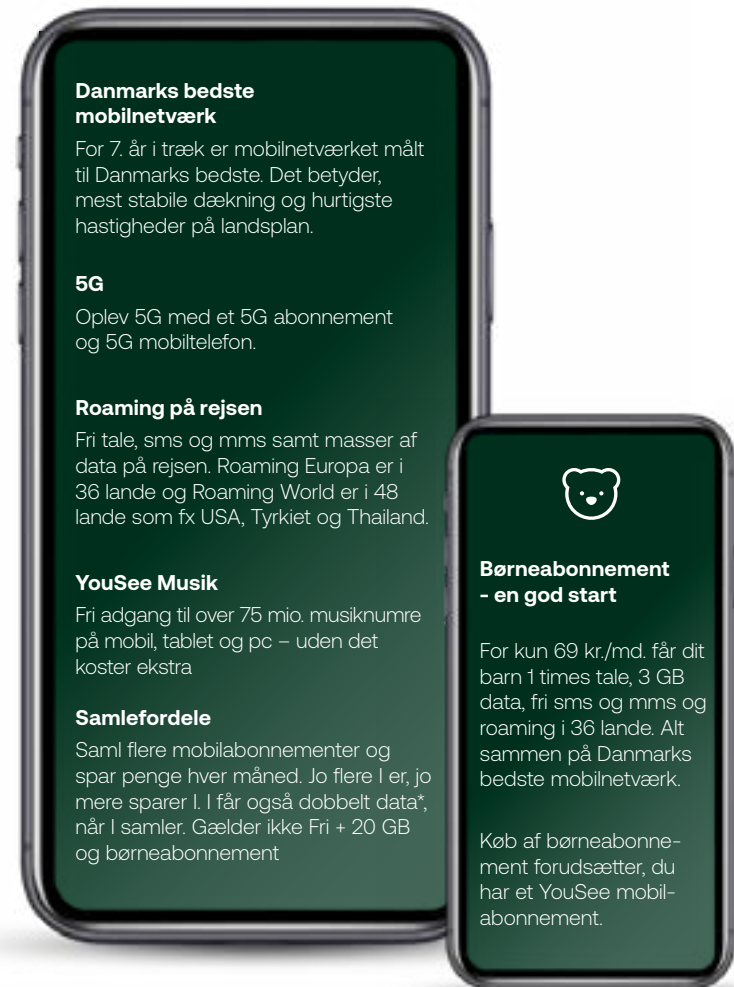 Danmarks bedste
mobilnetværk
For 7. år i træk er mobilnetværket målt
til Danmarks bedste. Det betyder,
mest stabile dækning og hurtigste
hastigheder på landsplan.
5G
Oplev 5G med et 5G abonnement
og 5G mobiltelefon.
Roaming på rejsen
Fri tale, sms og mms samt masser af
data på rejsen. Roaming Europa er i
36 lande og Roaming World er i 48
lande som fx USA, Tyrkiet og Thailand.
YouSee Musik
Fri adgang til over 75 mio. musiknumre
på mobil, tablet og pc – uden det
koster ekstra
Samlefordele
Saml flere mobilabonnementer og
spar penge hver måned. Jo flere I er, jo
mere sparer I. I får også dobbelt data*,
når I samler. Gælder ikke Fri + 20 GB
og børneabonnement
Børneabonnement
- en god start
For kun 69 kr./md. får dit
barn 1 times tale, 3 GB
data, fri sms og mms og
roaming i 36 lande. Alt
sammen på Danmarks
bedste mobilnetværk.
Køb af børneabonne-
ment forudsætter, du
har et YouSee mobil-
abonnement.